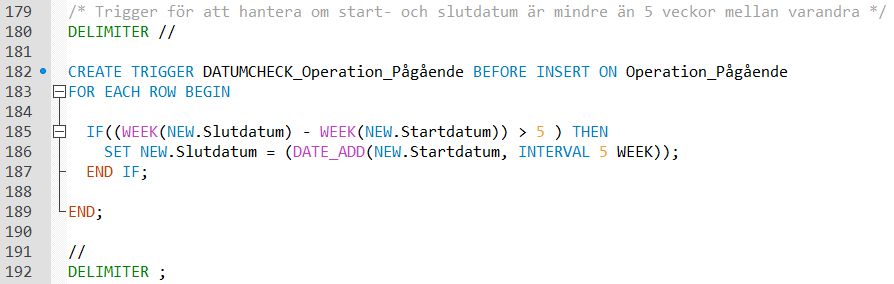 179 /* Trigger för att hantera om start- och slutdatum är mindre än 5 veckor mellan varandra */
180 DELIMITER //
181
182 CREATE TRIGGER DATUMCHECK_Operation_Pågående BEFORE INSERT ON Operation_Pågående
183 FOR EACH ROW BEGIN
184
185 IF((WEEK(NEW.Slutdatum) - WEEK(NEW.Startdatum)) > 5 ) THEN
186 SET NEW.Slutdatum = (DATE_ADD(NEW.Startdatum, INTERVAL 5 WEEK));
187 END IF;
188
189 END;
190
191 //
192 DELIMITER ;